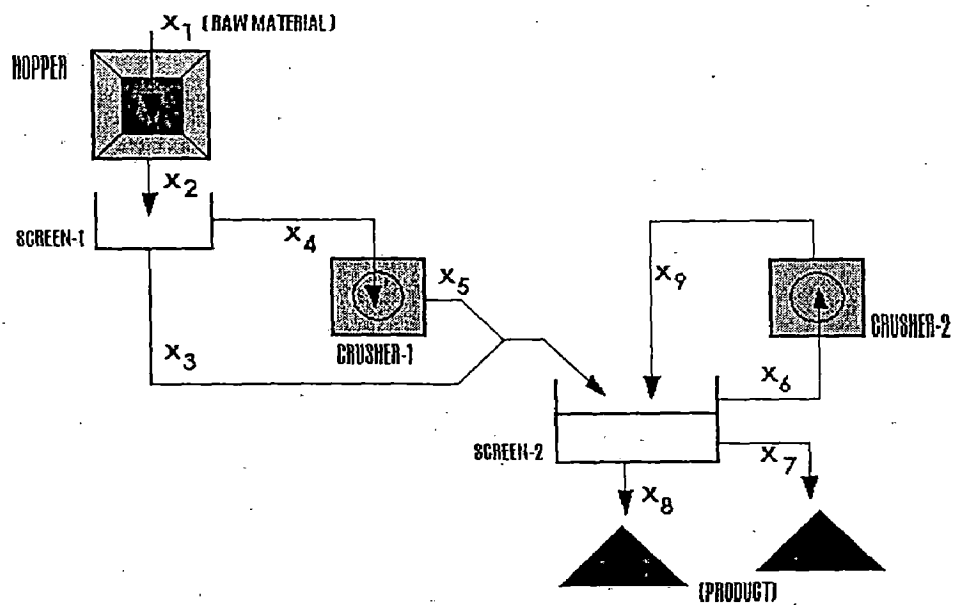 X1 (RAW MATERIAL)
HOPPER
X2
SCREEN-1
X4
X5
X9
CRUSHER-1
CRUSHER-2
X3
X6
SCREEN-2
X7
X8
(PRODUCT)